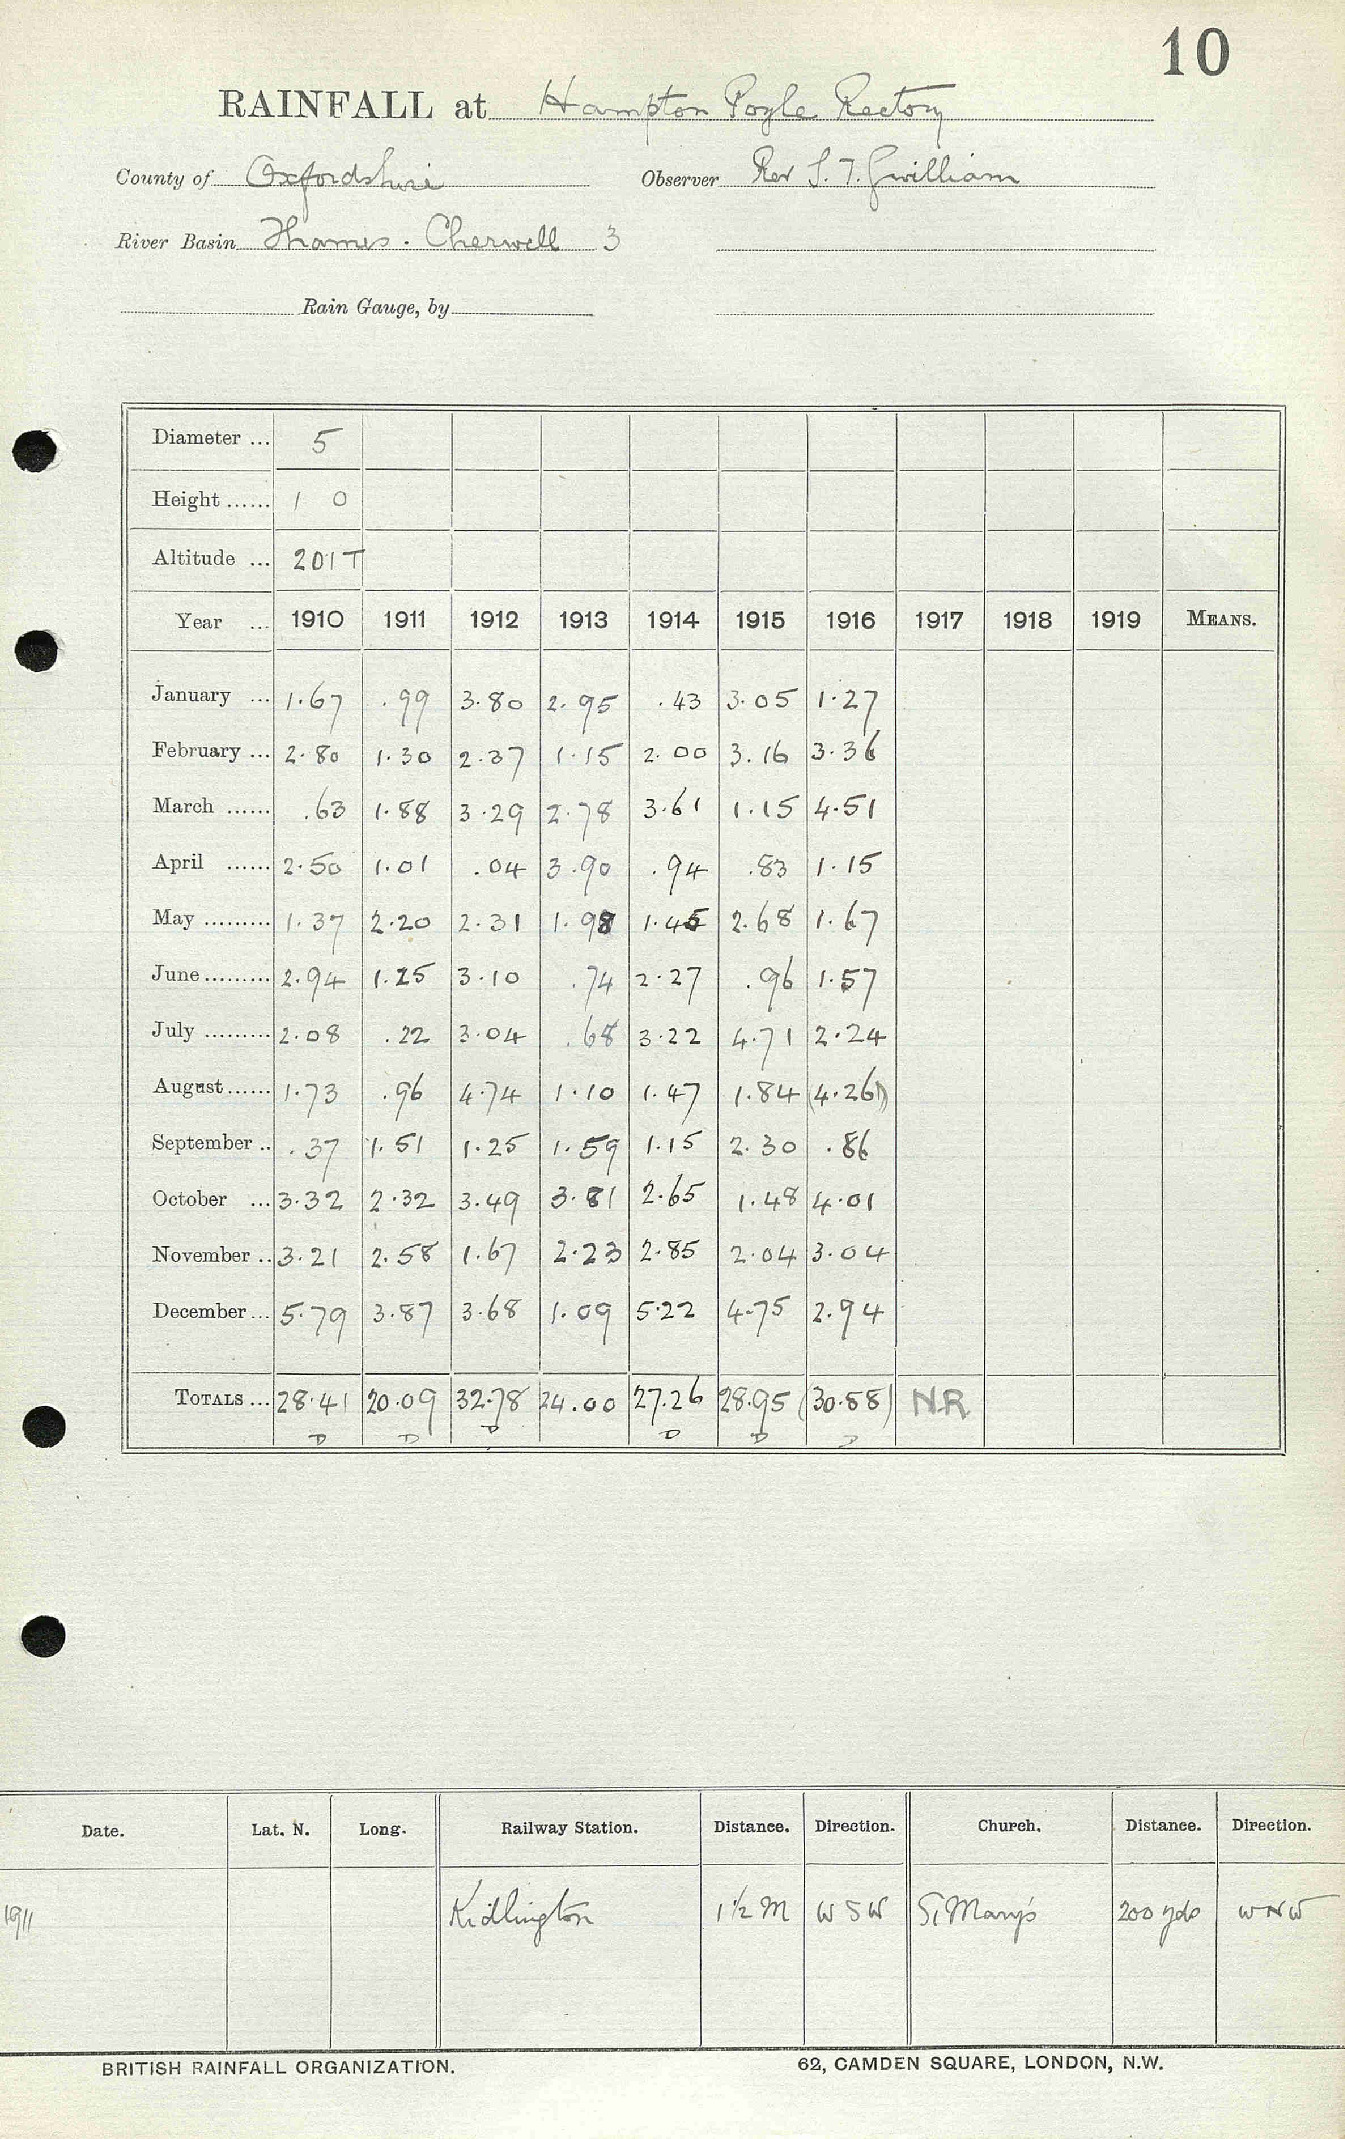 10
RAINFALL at Hampton Poyle Rectory
County of Oxfordshire Observer Rev S. T. Gwilliam
River Basin Thames . Cherwell 3
Rain Gauge, by
Diameter ... 5
Height ...... 1 0
Altitude ... 201 T
Year ... 1910 1911 1912 1913 1914 1915 1916 1917 1918 1919 MEANS.
January ... 1.67 .99 3.80 2.95 .43 3.05 1.27
February ... 2.80 1.30 2.37 1.15 2.00 3.16 3.36
March ...... .63 1.88 3.29 2.78 3.61 1.15 4.51
April ...... 2.50 1.01 .04 3.90 .94 .83 1.15
May ......... 1.37 2.20 2.31 1.98 1.45 2.68 1.67
June ......... 2.94 1.25 3.10 .74 2.27 .96 1.57
July ......... 2.08 .22 3.04 .68 3.22 4.71 2.24
August ...... 1.73 .96 4.74 1.10 1.47 1.84 (4.26)
September .. .37 1.51 1.25 1.59 1.15 2.30 .86
October ... 3.32 2.32 3.49 3.81 2.65 1.48 4.01
November .. 3.21 2.58 1.67 2.23 2.85 2.04 3.04
December ... 5.79 3.87 3.68 1.09 5.22 4.75 2.94
TOTALS ... 28.41 20.09 32.78 24.00 27.26 28.95 (30.88) N.R
D D D D D D
Date. Lat. N. Long. Railway Station. Distance. Direction. Church. Distance. Direction.
1911 Kidlington 1½ M W S W St Mary's 200 yds W N W
BRITISH RAINFALL ORGANIZATION. 62, CAMDEN SQUARE, LONDON, N.W.